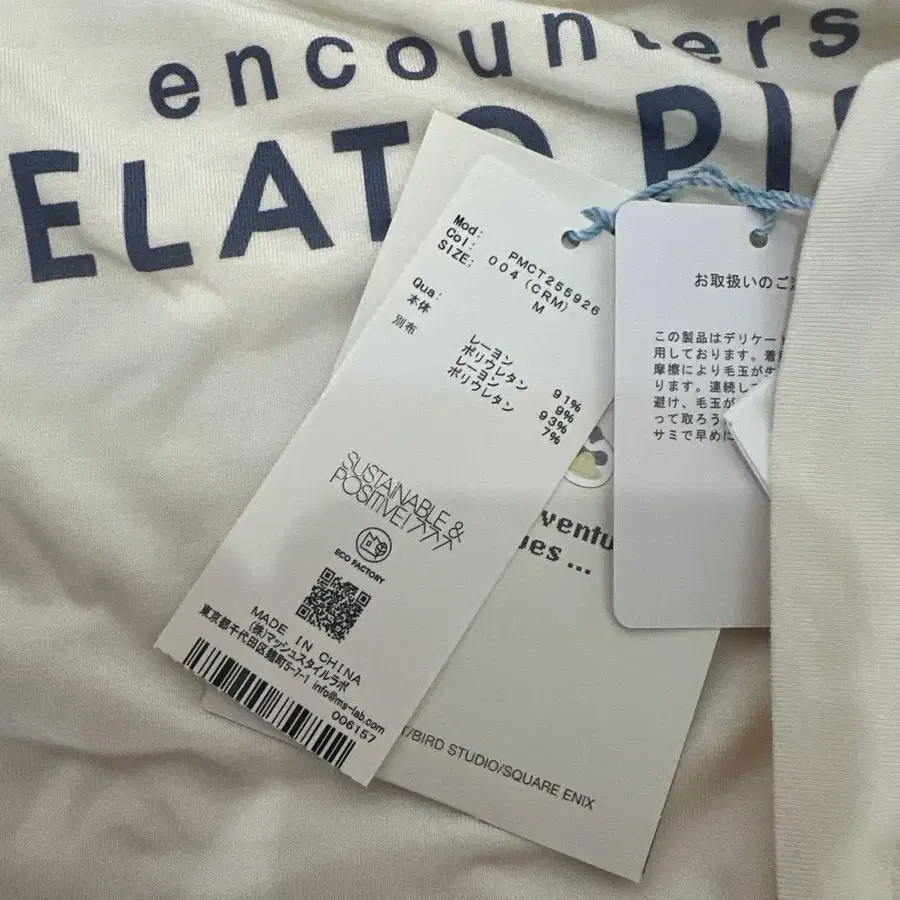 encounters
ELATO PI
Mod: PMCT255926
Col: 004 (CRM)
SIZE: M
Qua:
本体 レーヨン 91%
ポリウレタン 9%
別布 レーヨン 93%
ポリウレタン 7%
SUSTAINABLE &
POSITIVE!
ECO FACTORY
MADE IN CHINA
(株)マッシュスタイルラボ
東京都千代田区麹町5-7-1 info@ms-lab.com
006157
お取扱いのご
この製品はデリケート
用しております。着用
摩擦により毛玉が生
ります。連続して
避け、毛玉が
って取ろう
サミで早めに
ventu
es...
/BIRD STUDIO/SQUARE ENIX